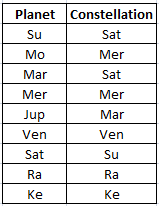 Planet Constellation
Su Sat
Mo Mer
Mar Sat
Mer Mer
Jup Mar
Ven Ven
Sat Su
Ra Ra
Ke Ke